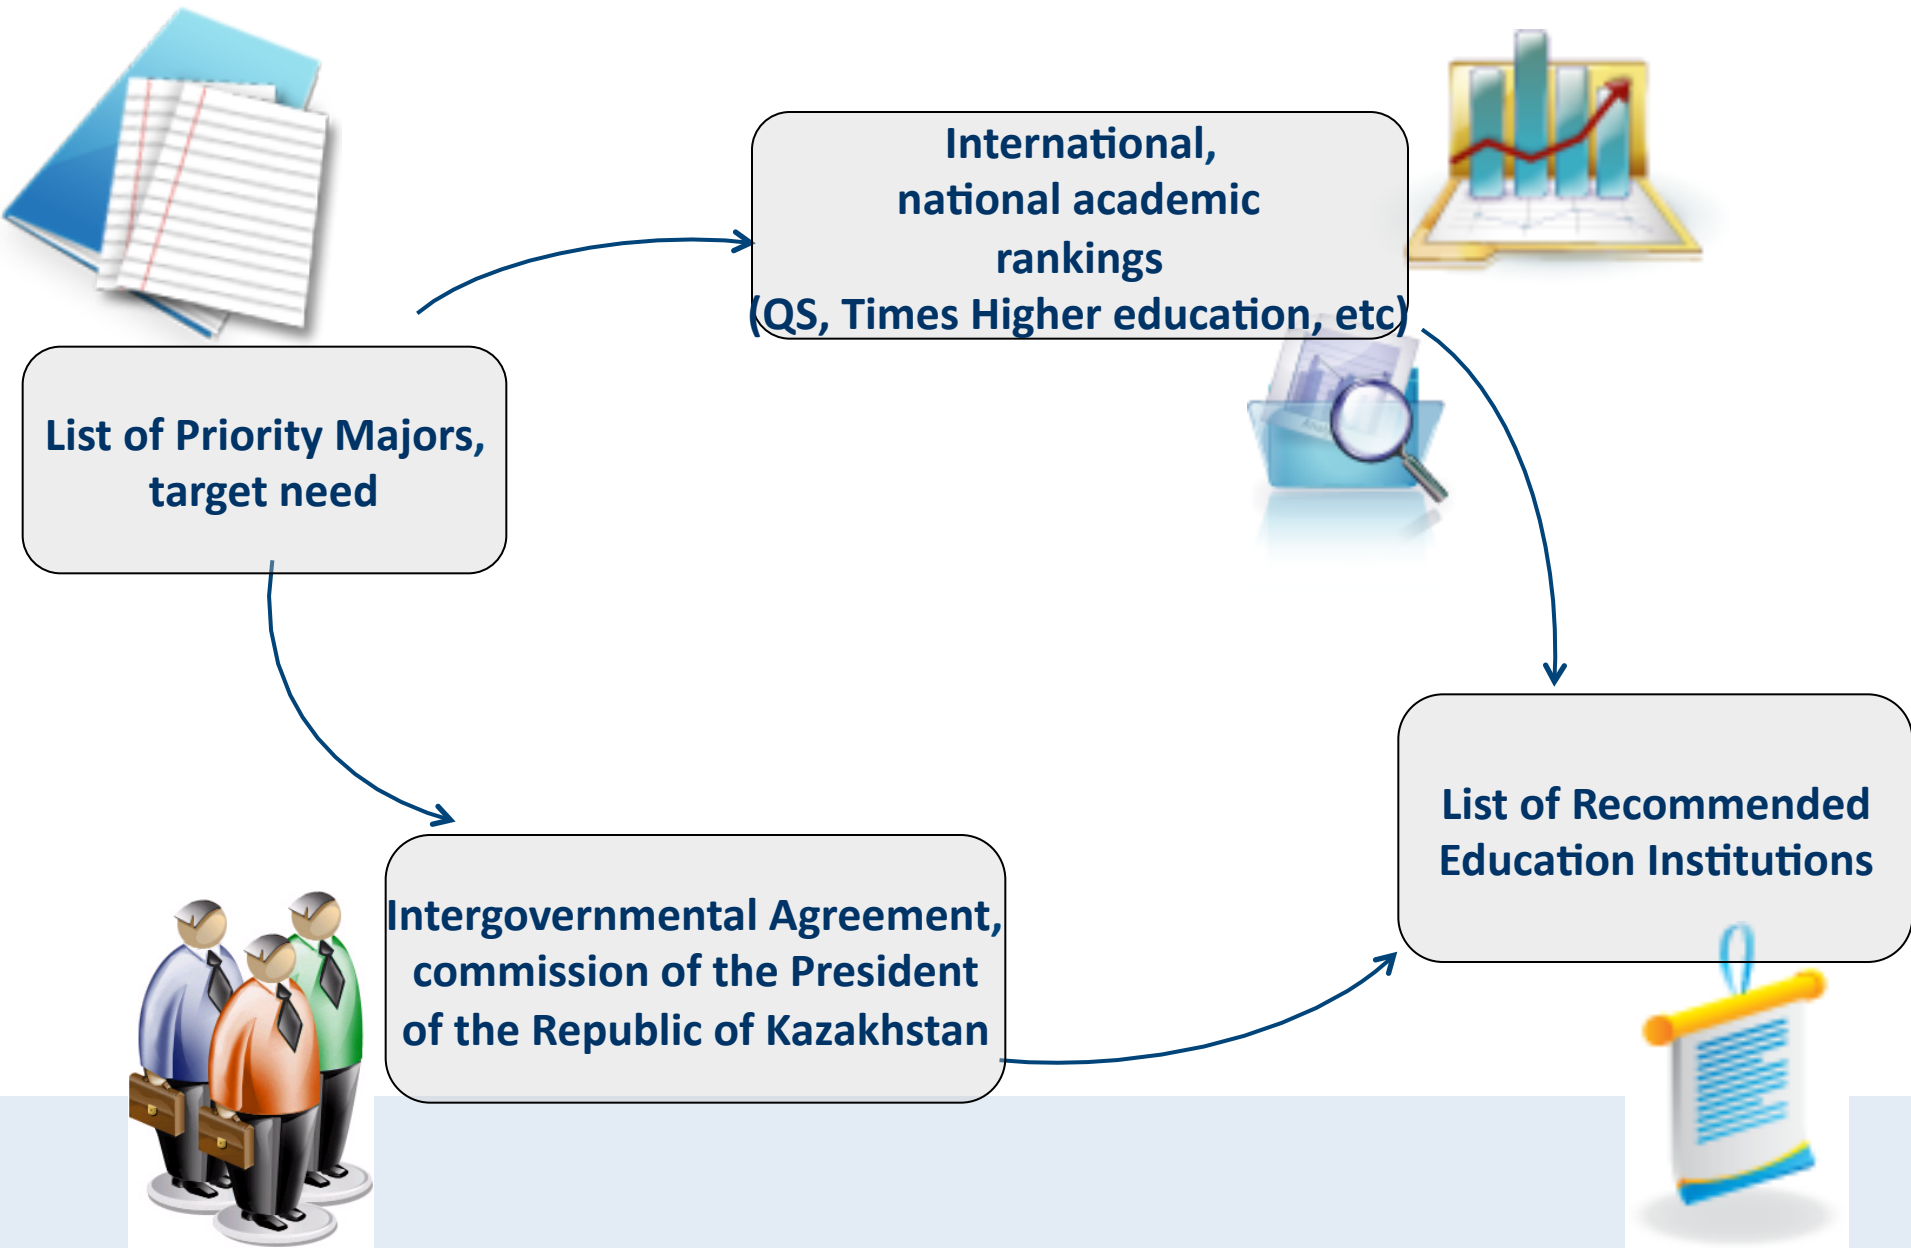 International,
national academic
rankings
(QS, Times Higher education, etc)
List of Priority Majors,
target need
List of Recommended
Education Institutions
Intergovernmental Agreement,
commission of the President
of the Republic of Kazakhstan